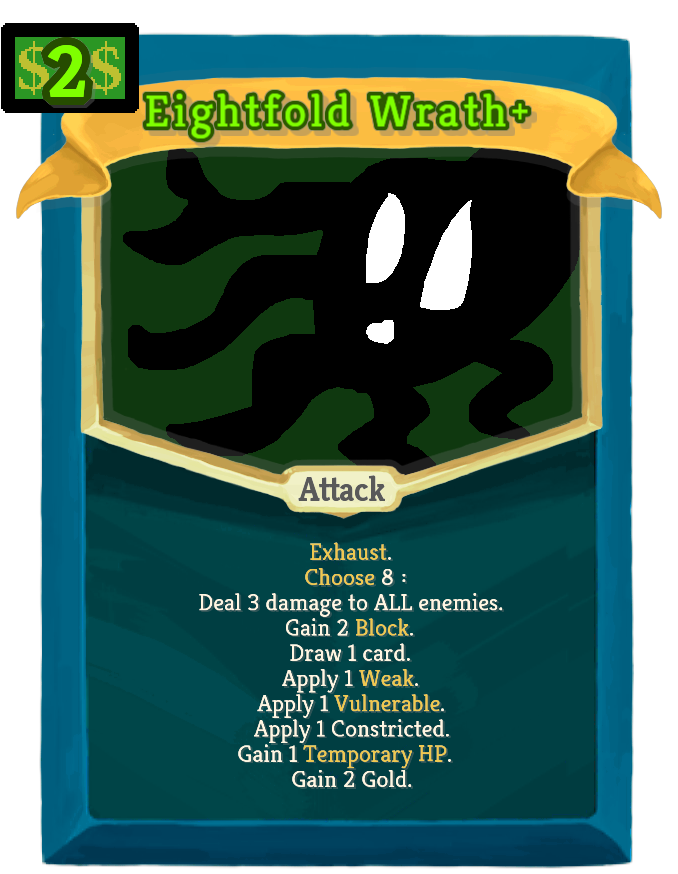 $2$
Eightfold Wrath+
Attack
Exhaust.
Choose 8 :
Deal 3 damage to ALL enemies.
Gain 2 Block.
Draw 1 card.
Apply 1 Weak.
Apply 1 Vulnerable.
Apply 1 Constricted.
Gain 1 Temporary HP.
Gain 2 Gold.